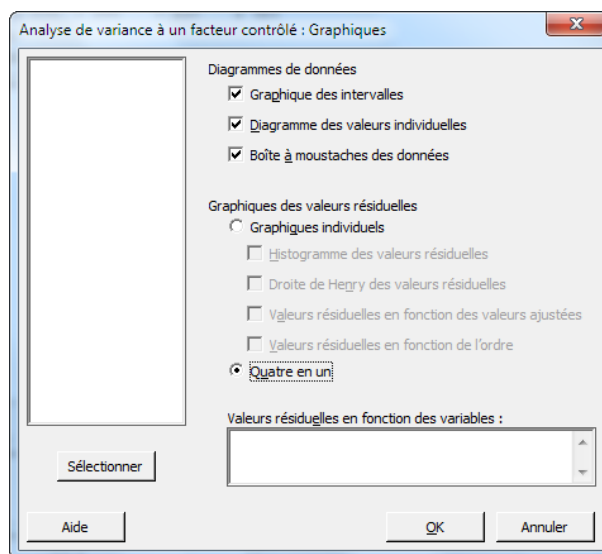 Analyse de variance à un facteur contrôlé : Graphiques
Diagrammes de données
Graphique des intervalles
Diagramme des valeurs individuelles
Boîte à moustaches des données
Graphiques des valeurs résiduelles
Graphiques individuels
Histogramme des valeurs résiduelles
Droite de Henry des valeurs résiduelles
Valeurs résiduelles en fonction des valeurs ajustées
Valeurs résiduelles en fonction de l'ordre
Quatre en un
Valeurs résiduelles en fonction des variables :
Sélectionner
Aide
OK
Annuler